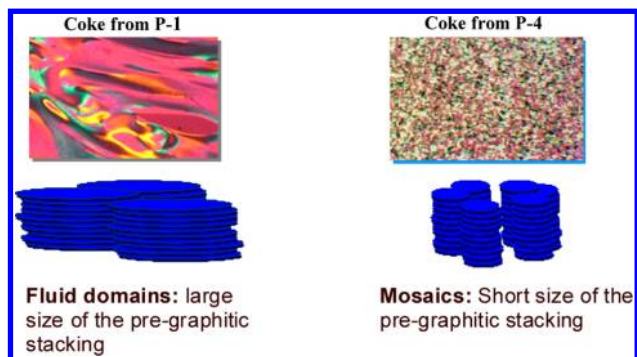 Coke from P-1
Coke from P-4
Fluid domains: large
size of the pre-graphitic
stacking
Mosaics: Short size of the
pre-graphitic stacking